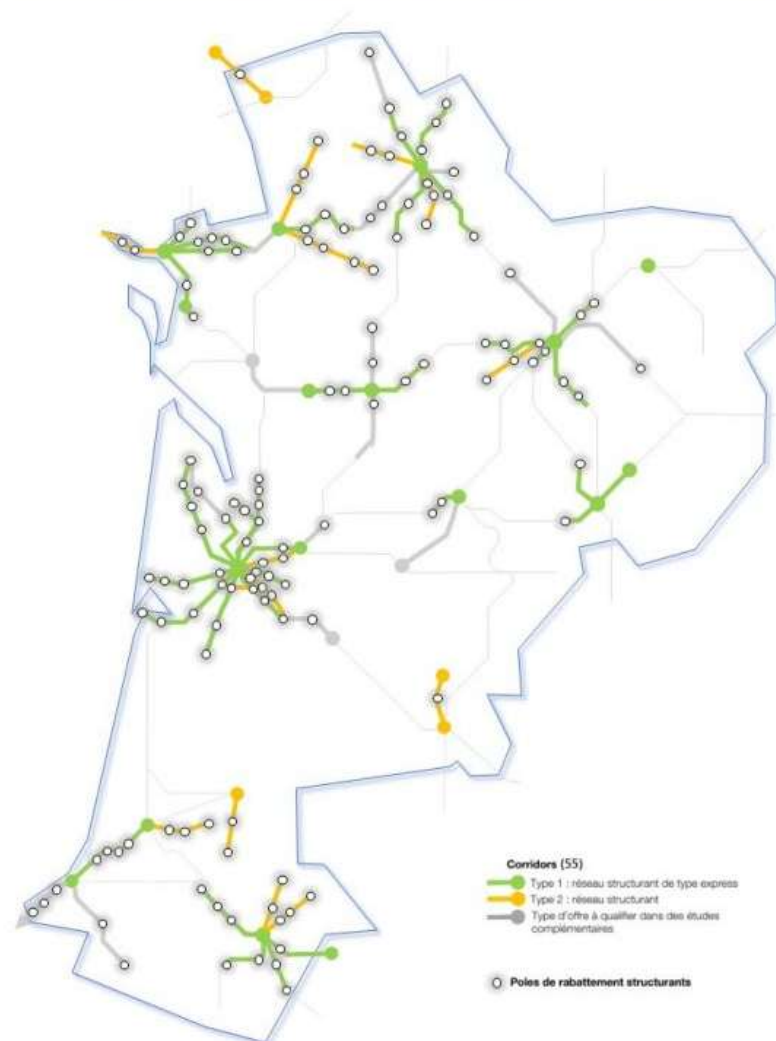 Corridors (55)
Type 1 : réseau structurant de type express
Type 2 : réseau structurant
Type d'offre à qualifier dans des études
complémentaires
Poles de rabattement structurants